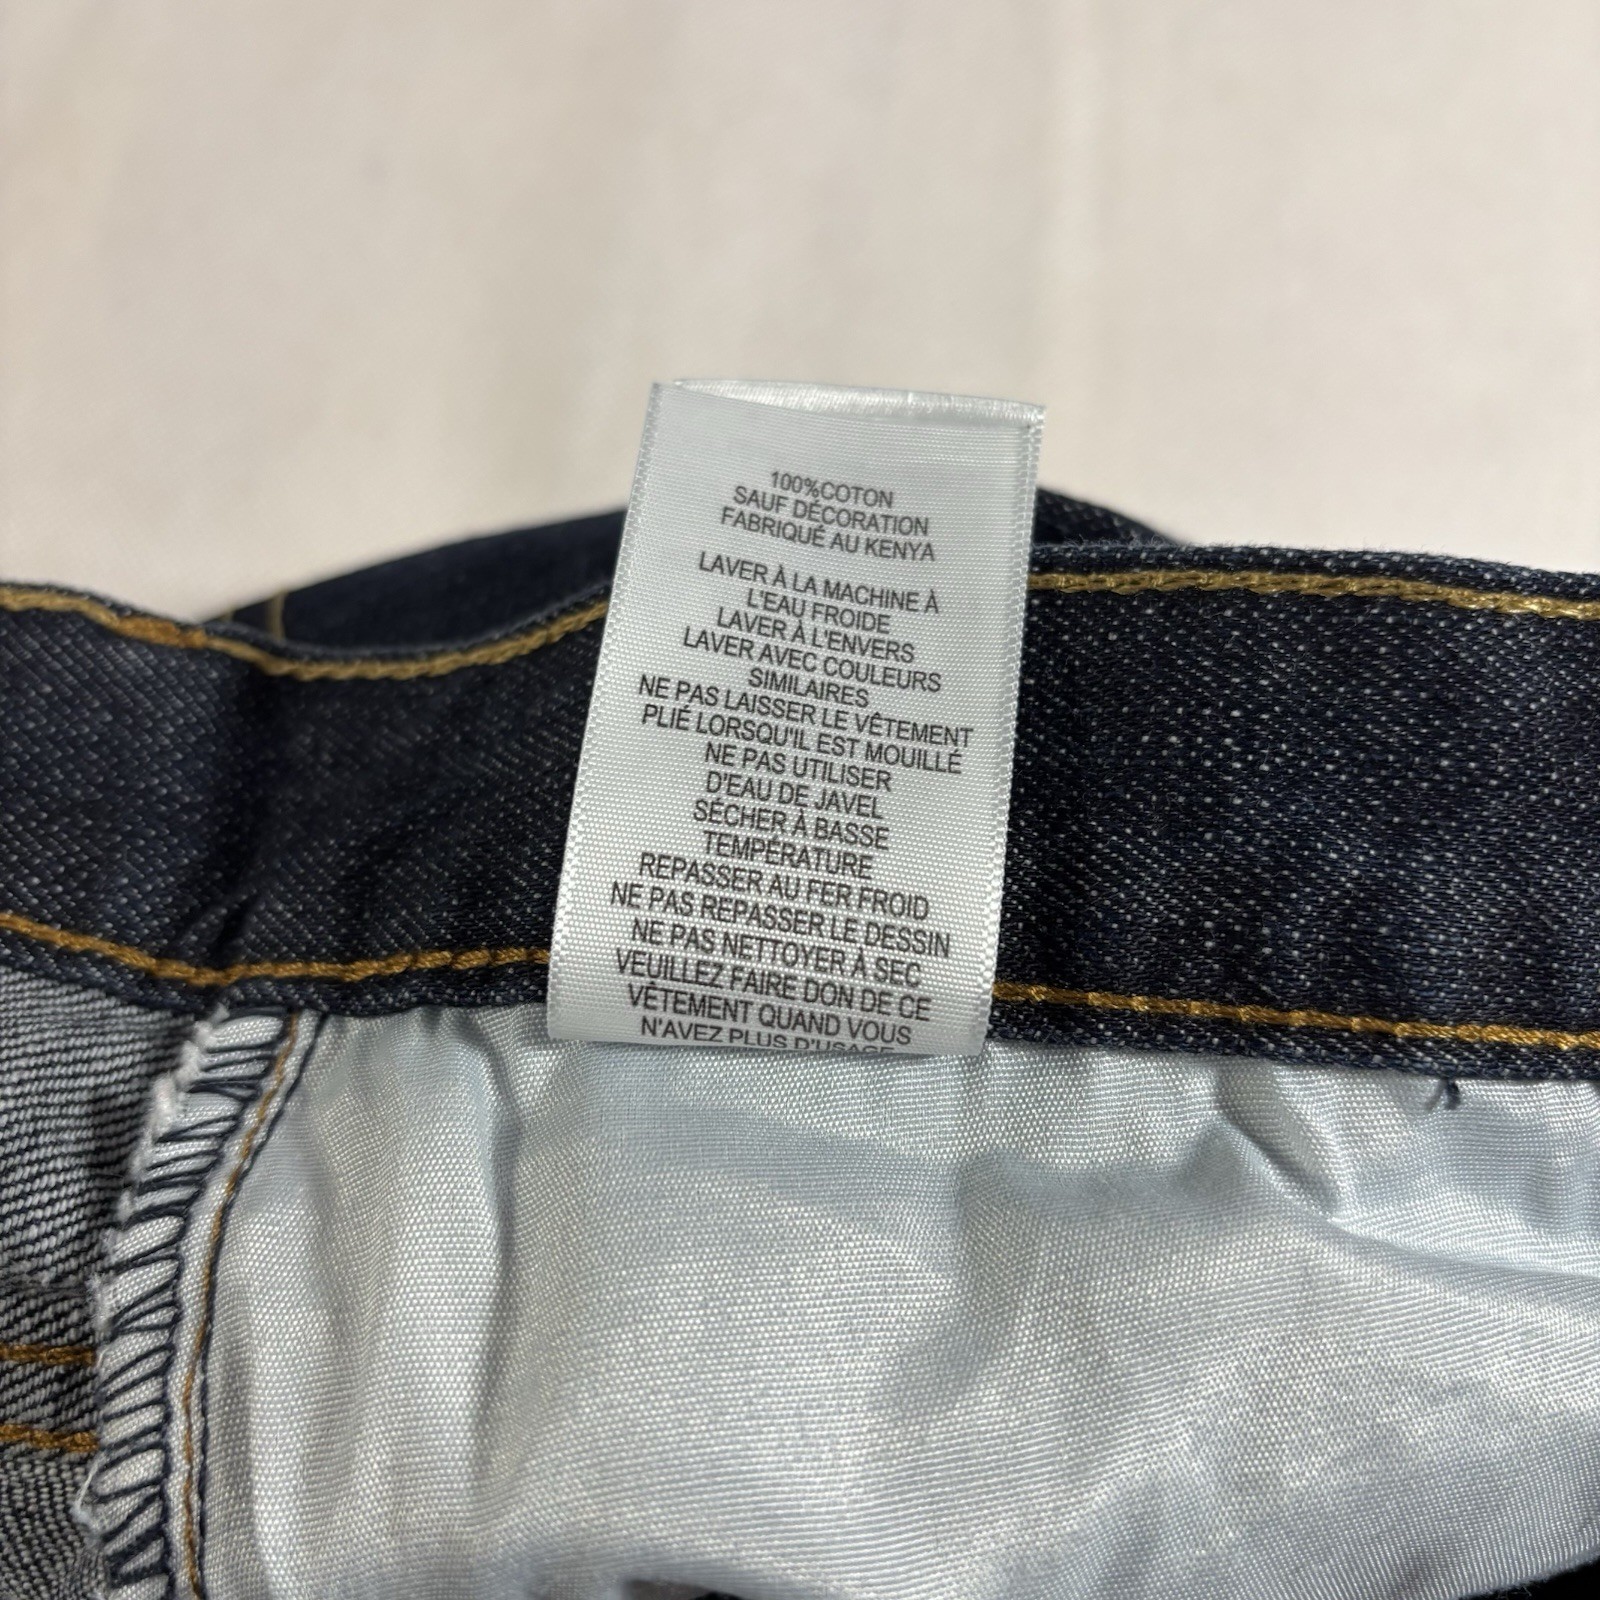 100%COTON
SAUF DÉCORATION
FABRIQUÉ AU KENYA
LAVER À LA MACHINE À
L'EAU FROIDE
LAVER À L'ENVERS
LAVER AVEC COULEURS
SIMILAIRES
NE PAS LAISSER LE VÊTEMENT
PLIÉ LORSQU'IL EST MOUILLÉ
NE PAS UTILISER
D'EAU DE JAVEL
SÉCHER À BASSE
TEMPÉRATURE
REPASSER AU FER FROID
NE PAS REPASSER LE DESSIN
NE PAS NETTOYER À SEC
VEUILLEZ FAIRE DON DE CE
VÊTEMENT QUAND VOUS
N'AVEZ PLUS D'USAGE